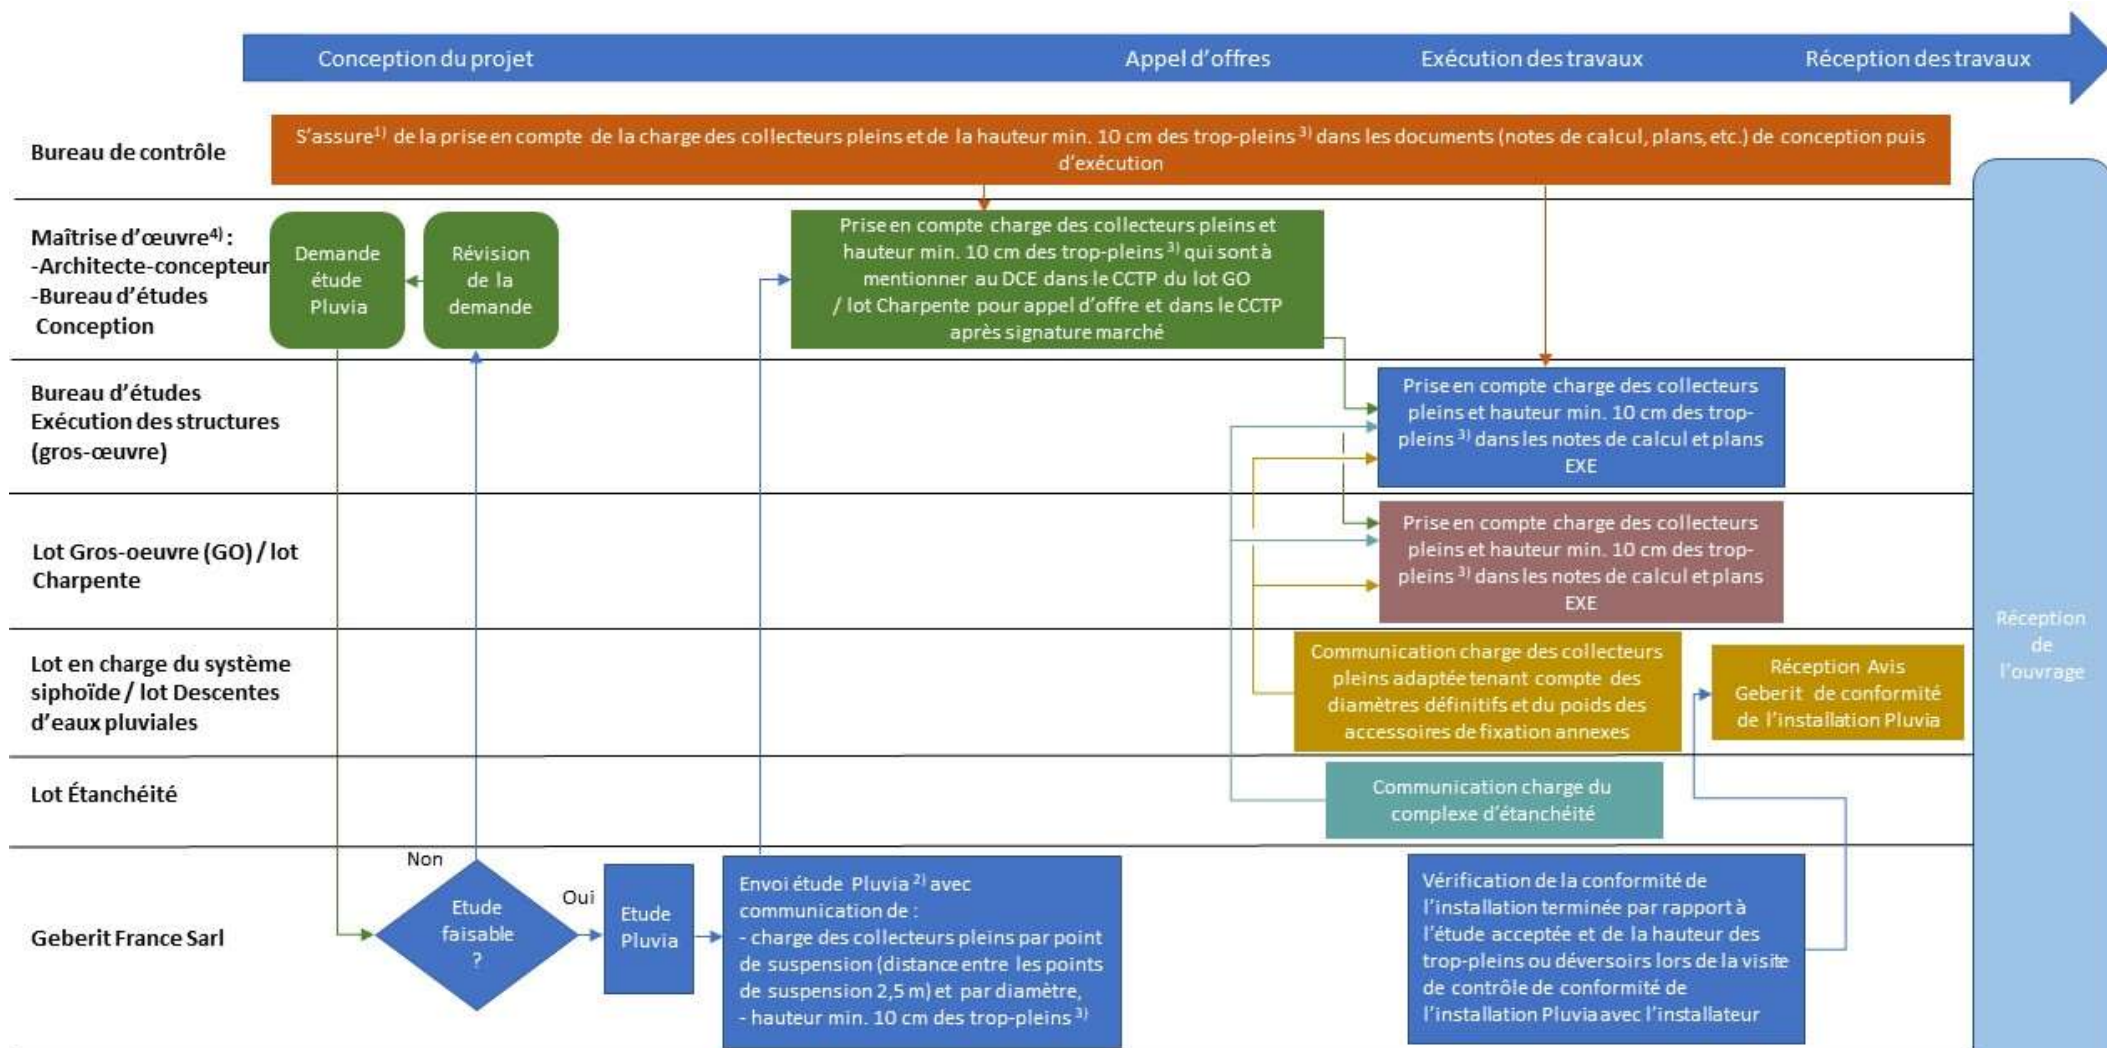 Conception du projet
Appel d'offres
Exécution des travaux
Réception des travaux
Bureau de contrôle
S'assure¹⁾ de la prise en compte de la charge des collecteurs pleins et de la hauteur min. 10 cm des trop-pleins ³⁾ dans les documents (notes de calcul, plans, etc.) de conception puis
d'exécution
Maîtrise d'œuvre⁴⁾ :
-Architecte-concepteur
-Bureau d'études
Conception
Demande
étude
Pluvia
Révision
de la
demande
Prise en compte charge des collecteurs pleins et
hauteur min. 10 cm des trop-pleins ³⁾ qui sont à
mentionner au DCE dans le CCTP du lot GO
/ lot Charpente pour appel d'offre et dans le CCTP
après signature marché
Bureau d'études
Exécution des structures
(gros-œuvre)
Prise en compte charge des collecteurs
pleins et hauteur min. 10 cm des trop-
pleins ³⁾ dans les notes de calcul et plans
EXE
Lot Gros-oeuvre (GO) / lot
Charpente
Prise en compte charge des collecteurs
pleins et hauteur min. 10 cm des trop-
pleins ³⁾ dans les notes de calcul et plans
EXE
Réception
de
l'ouvrage
Lot en charge du système
siphoïde / lot Descentes
d'eaux pluviales
Communication charge des collecteurs
pleins adaptée tenant compte des
diamètres définitifs et du poids des
accessoires de fixation annexes
Réception Avis
Geberit de conformité
de l'installation Pluvia
Lot Étanchéité
Communication charge du
complexe d'étanchéité
Geberit France Sarl
Non
Etude
faisable
?
Oui
Etude
Pluvia
Envoi étude Pluvia ²⁾ avec
communication de :
- charge des collecteurs pleins par point
de suspension (distance entre les points
de suspension 2,5 m) et par diamètre,
- hauteur min. 10 cm des trop-pleins ³⁾
Vérification de la conformité de
l'installation terminée par rapport à
l'étude acceptée et de la hauteur des
trop-pleins ou déversoirs lors de la visite
de contrôle de conformité de
l'installation Pluvia avec l'installateur